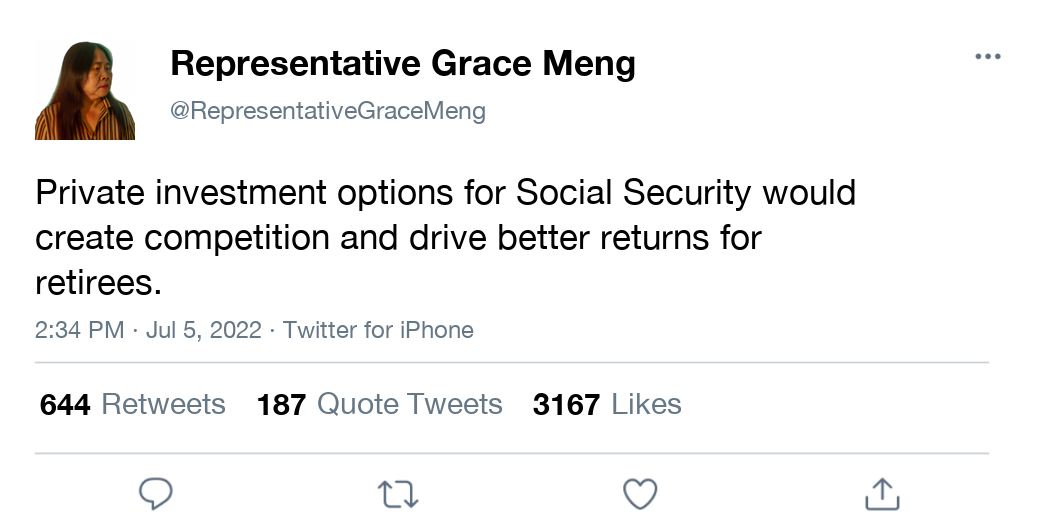 Representative Grace Meng
@RepresentativeGraceMeng
Private investment options for Social Security would
create competition and drive better returns for
retirees.
2:34 PM · Jul 5, 2022 · Twitter for iPhone
644 Retweets 187 Quote Tweets 3167 Likes